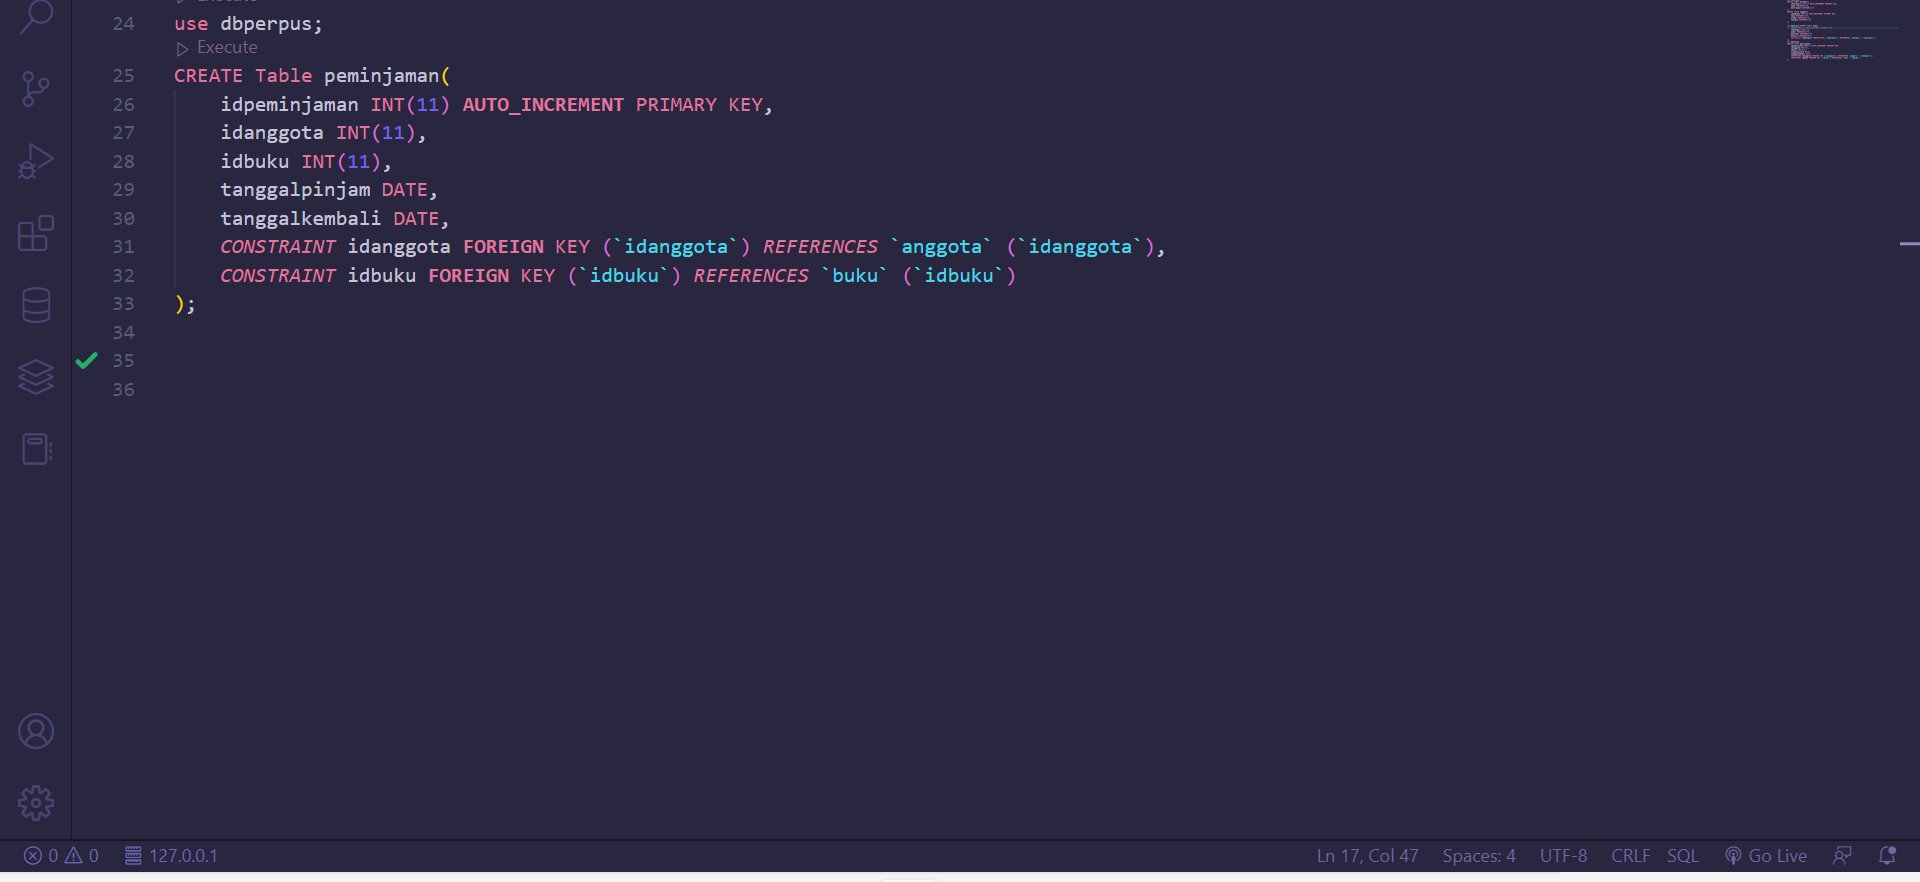 24 use dbperpus;
Execute
25 CREATE Table peminjaman(
26 idpeminjaman INT(11) AUTO_INCREMENT PRIMARY KEY,
27 idanggota INT(11),
28 idbuku INT(11),
29 tanggalpinjam DATE,
30 tanggalkembali DATE,
31 CONSTRAINT idanggota FOREIGN KEY (`idanggota`) REFERENCES `anggota` (`idanggota`),
32 CONSTRAINT idbuku FOREIGN KEY (`idbuku`) REFERENCES `buku` (`idbuku`)
33 );
34
35
36
0 0 127.0.0.1 Ln 17, Col 47 Spaces: 4 UTF-8 CRLF SQL Go Live